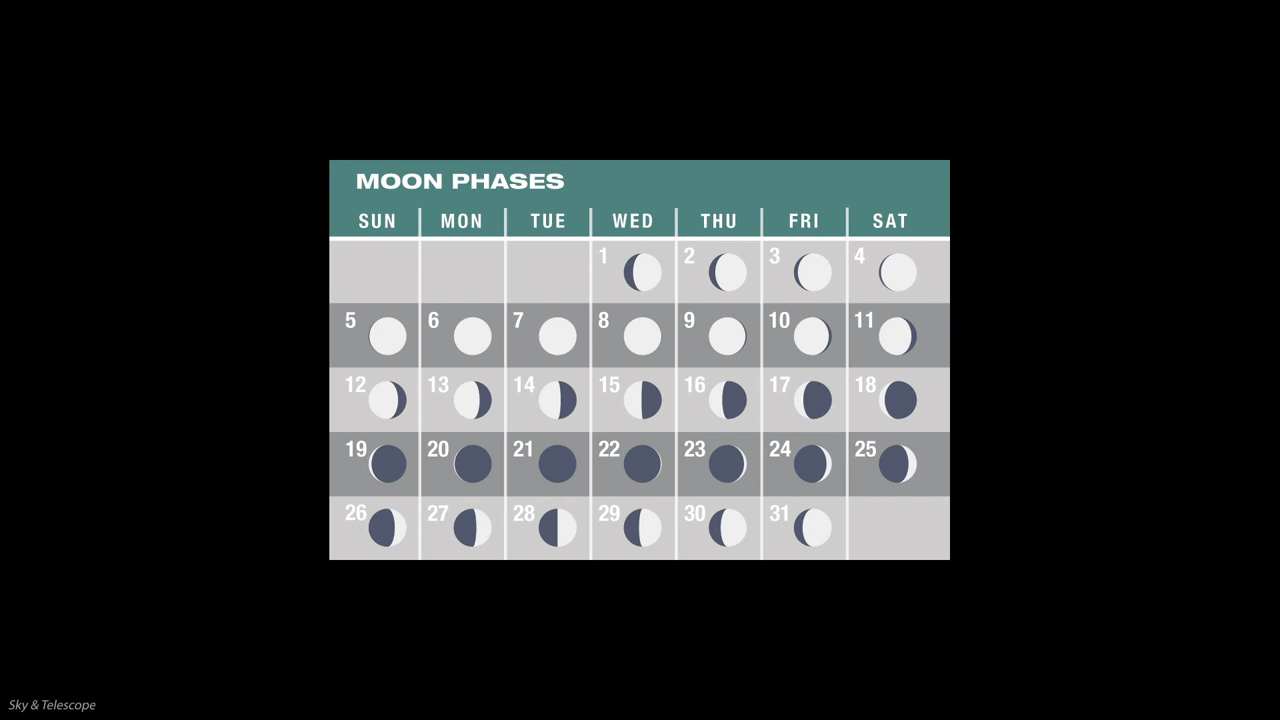 MOON PHASES
SUN MON TUE WED THU FRI SAT
1 2 3 4
5 6 7 8 9 10 11
12 13 14 15 16 17 18
19 20 21 22 23 24 25
26 27 28 29 30 31
Sky & Telescope